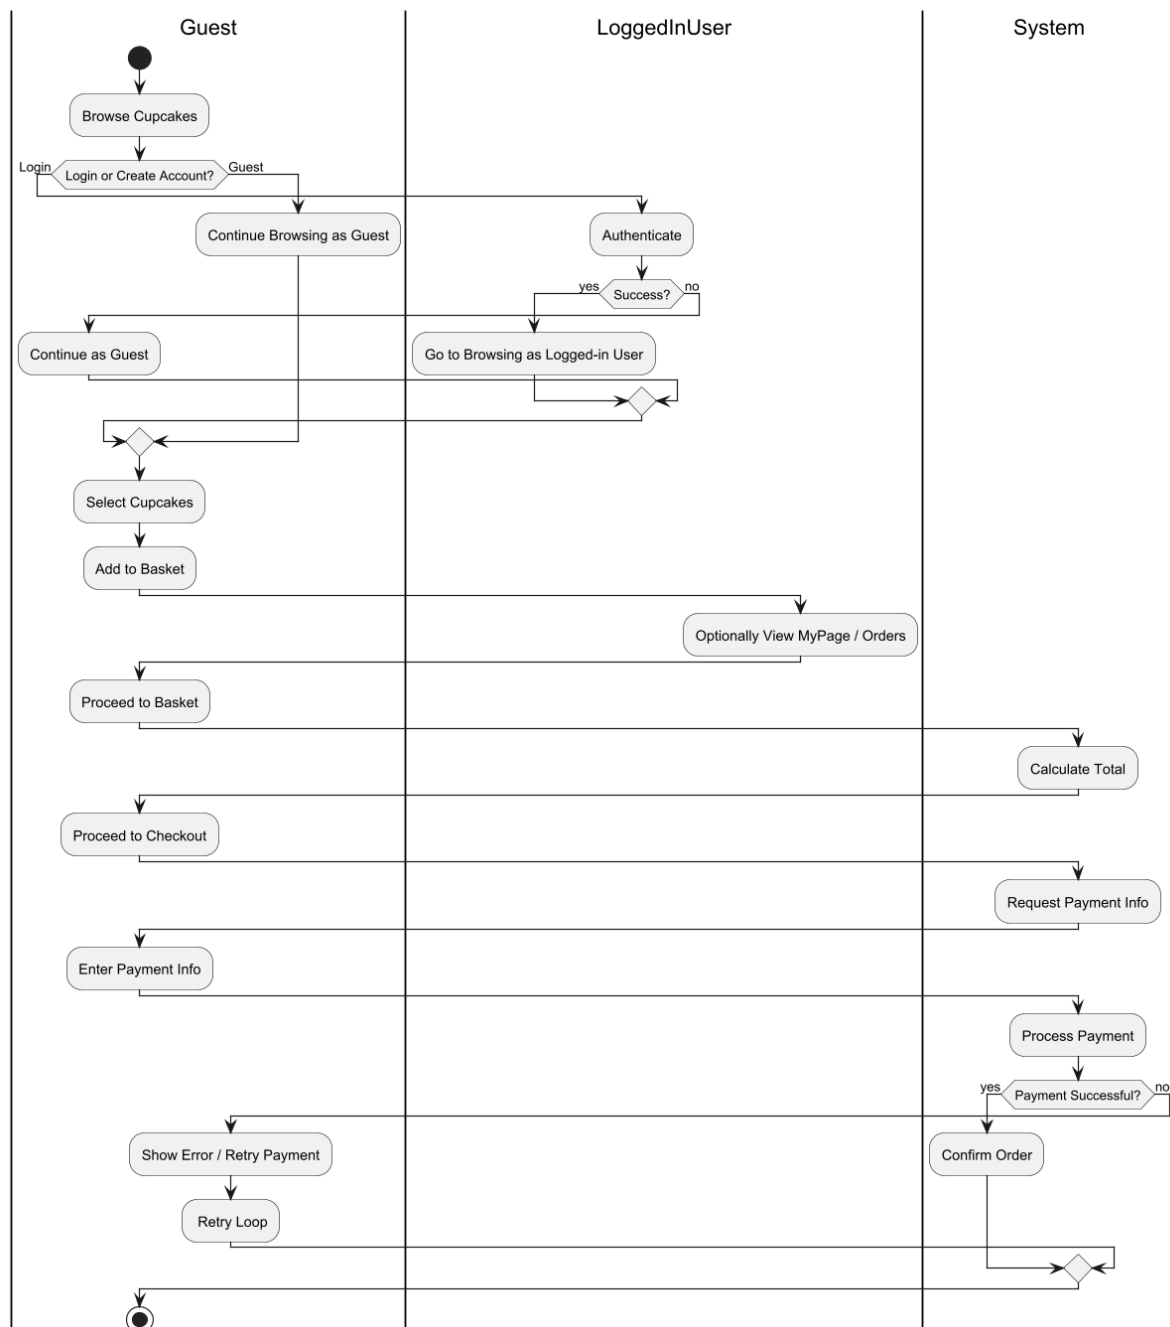 Guest
LoggedInUser
System
Browse Cupcakes
Login
Login or Create Account?
Guest
Continue Browsing as Guest
Authenticate
yes
Success?
no
Continue as Guest
Go to Browsing as Logged-in User
Select Cupcakes
Add to Basket
Optionally View MyPage / Orders
Proceed to Basket
Calculate Total
Proceed to Checkout
Request Payment Info
Enter Payment Info
Process Payment
yes
Payment Successful?
no
Show Error / Retry Payment
Confirm Order
Retry Loop